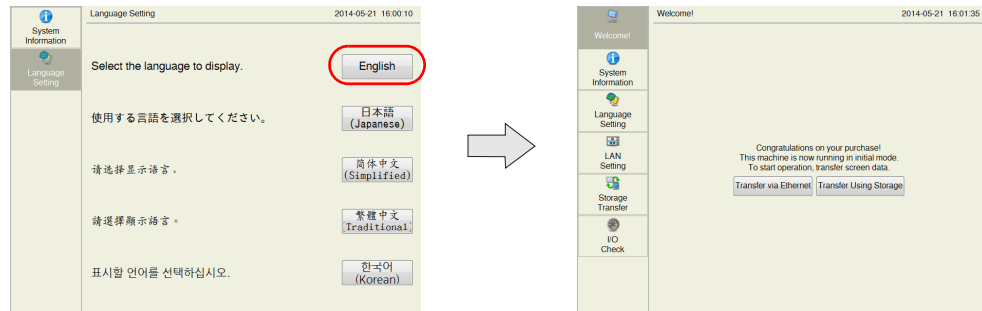 System
Information
Language
Setting
Language Setting 2014-05-21 16:00:10
Select the language to display. English
使用する言語を選択してください。 日本語
(Japanese)
请选择显示语言。 简体中文
(Simplified)
請選擇顯示語言。 繁體中文
(Traditional)
표시할 언어를 선택하십시오. 한국어
(Korean)
Welcome!
System
Information
Language
Setting
LAN
Setting
Storage
Transfer
I/O
Check
Welcome! 2014-05-21 16:01:35
Congratulations on your purchase!
This machine is now running in initial mode.
To start operation, transfer screen data.
Transfer via Ethernet Transfer Using Storage